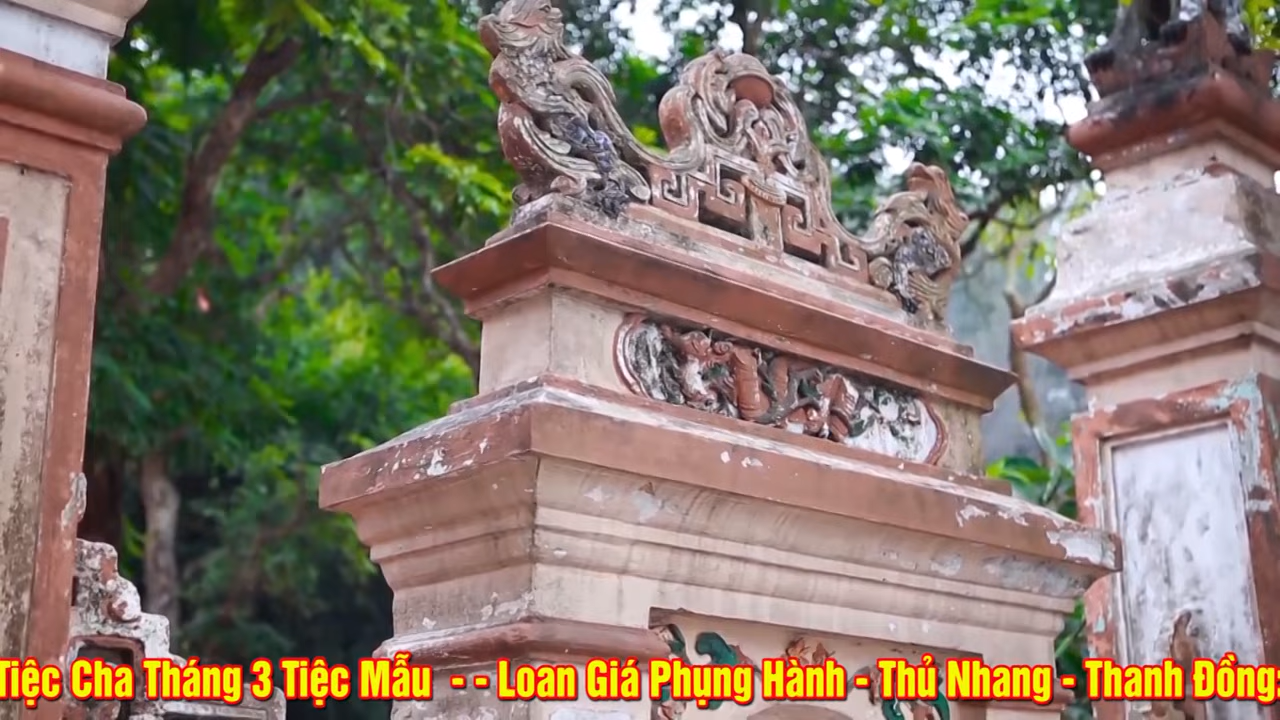 Tiệc Cha Tháng 3 Tiệc Mẫu - - Loan Giá Phụng Hành - Thủ Nhang - Thanh Đồng: